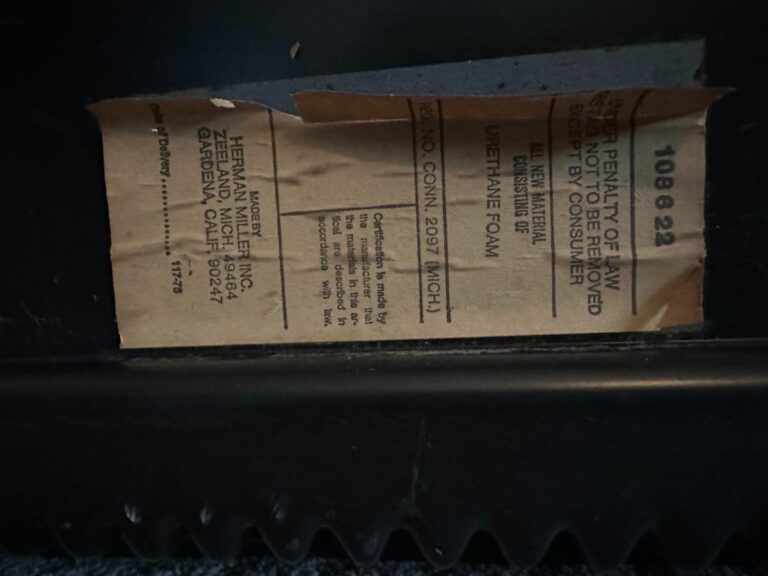 108622
UNDER PENALTY OF LAW
TAG NOT TO BE REMOVED
EXCEPT BY CONSUMER
ALL NEW MATERIAL
CONSISTING OF
URETHANE FOAM
REG. NO. CONN. 2097 (MICH.)
Certification is made by
the manufacturer that
the materials in this ar-
ticle are described in
accordance with law.
MADE BY
HERMAN MILLER INC.
ZEELAND, MICH. 49464
GARDENA, CALIF. 90247
117-75
Date of Delivery